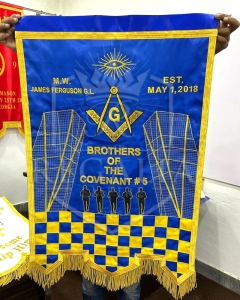 M.W.
JAMES FERGUSON G.L.
EST.
MAY 1, 2018
G
BROTHERS
OF THE
COVENANT # 5